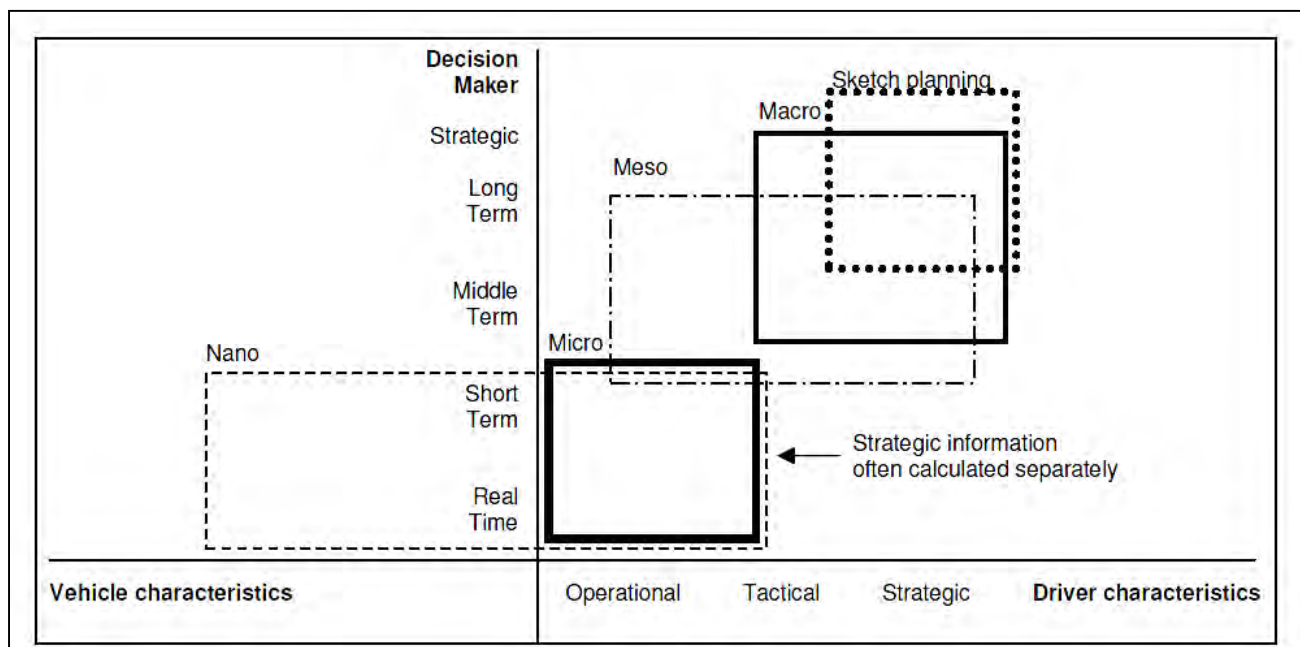 Decision
Maker
Sketch planning
Macro
Strategic
Meso
Long
Term
Middle
Term
Micro
Nano
Short
Term
Strategic information
often calculated separately
Real
Time
Vehicle characteristics
Operational
Tactical
Strategic
Driver characteristics